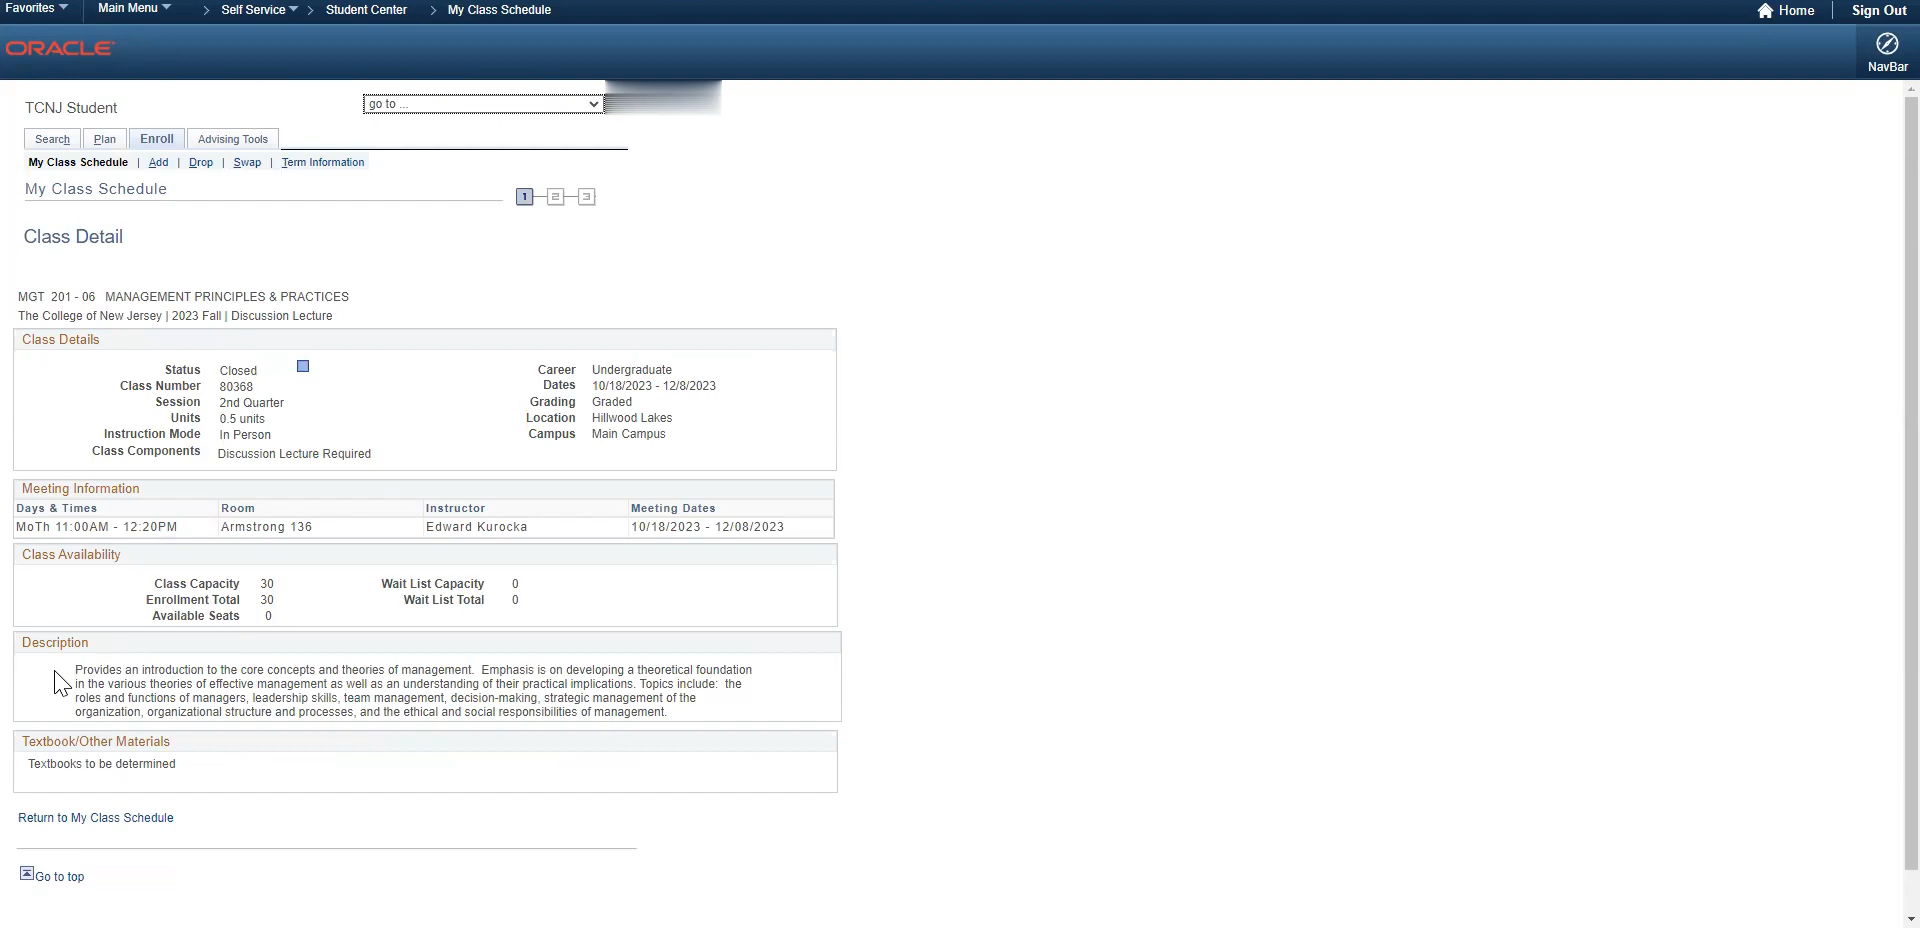 Favorites Main Menu > Self Service > Student Center > My Class Schedule Home Sign Out
ORACLE
NavBar
TCNJ Student go to ...
Search Plan Enroll Advising Tools
My Class Schedule | Add | Drop | Swap | Term Information
My Class Schedule 1 2 3
Class Detail
MGT 201 - 06 MANAGEMENT PRINCIPLES & PRACTICES
The College of New Jersey | 2023 Fall | Discussion Lecture
Class Details
Status Closed Career Undergraduate
Class Number 80368 Dates 10/18/2023 - 12/8/2023
Session 2nd Quarter Grading Graded
Units 0.5 units Location Hillwood Lakes
Instruction Mode In Person Campus Main Campus
Class Components Discussion Lecture Required
Meeting Information
Days & Times Room Instructor Meeting Dates
MoTh 11:00AM - 12:20PM Armstrong 136 Edward Kurocka 10/18/2023 - 12/08/2023
Class Availability
Class Capacity 30 Wait List Capacity 0
Enrollment Total 30 Wait List Total 0
Available Seats 0
Description
Provides an introduction to the core concepts and theories of management. Emphasis is on developing a theoretical foundation
in the various theories of effective management as well as an understanding of their practical implications. Topics include: the
roles and functions of managers, leadership skills, team management, decision-making, strategic management of the
organization, organizational structure and processes, and the ethical and social responsibilities of management.
Textbook/Other Materials
Textbooks to be determined
Return to My Class Schedule
Go to top